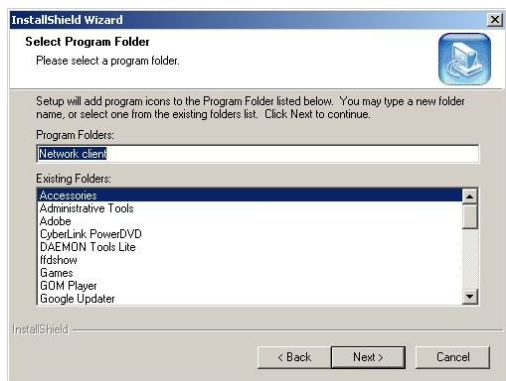 InstallShield Wizard
Select Program Folder
Please select a program folder.
Setup will add program icons to the Program Folder listed below. You may type a new folder
name, or select one from the existing folders list. Click Next to continue.
Program Folders:
Network client
Existing Folders:
Accessories
Administrative Tools
Adobe
CyberLink PowerDVD
DAEMON Tools Lite
ffdshow
Games
GOM Player
Google Updater
InstallShield
< Back Next > Cancel